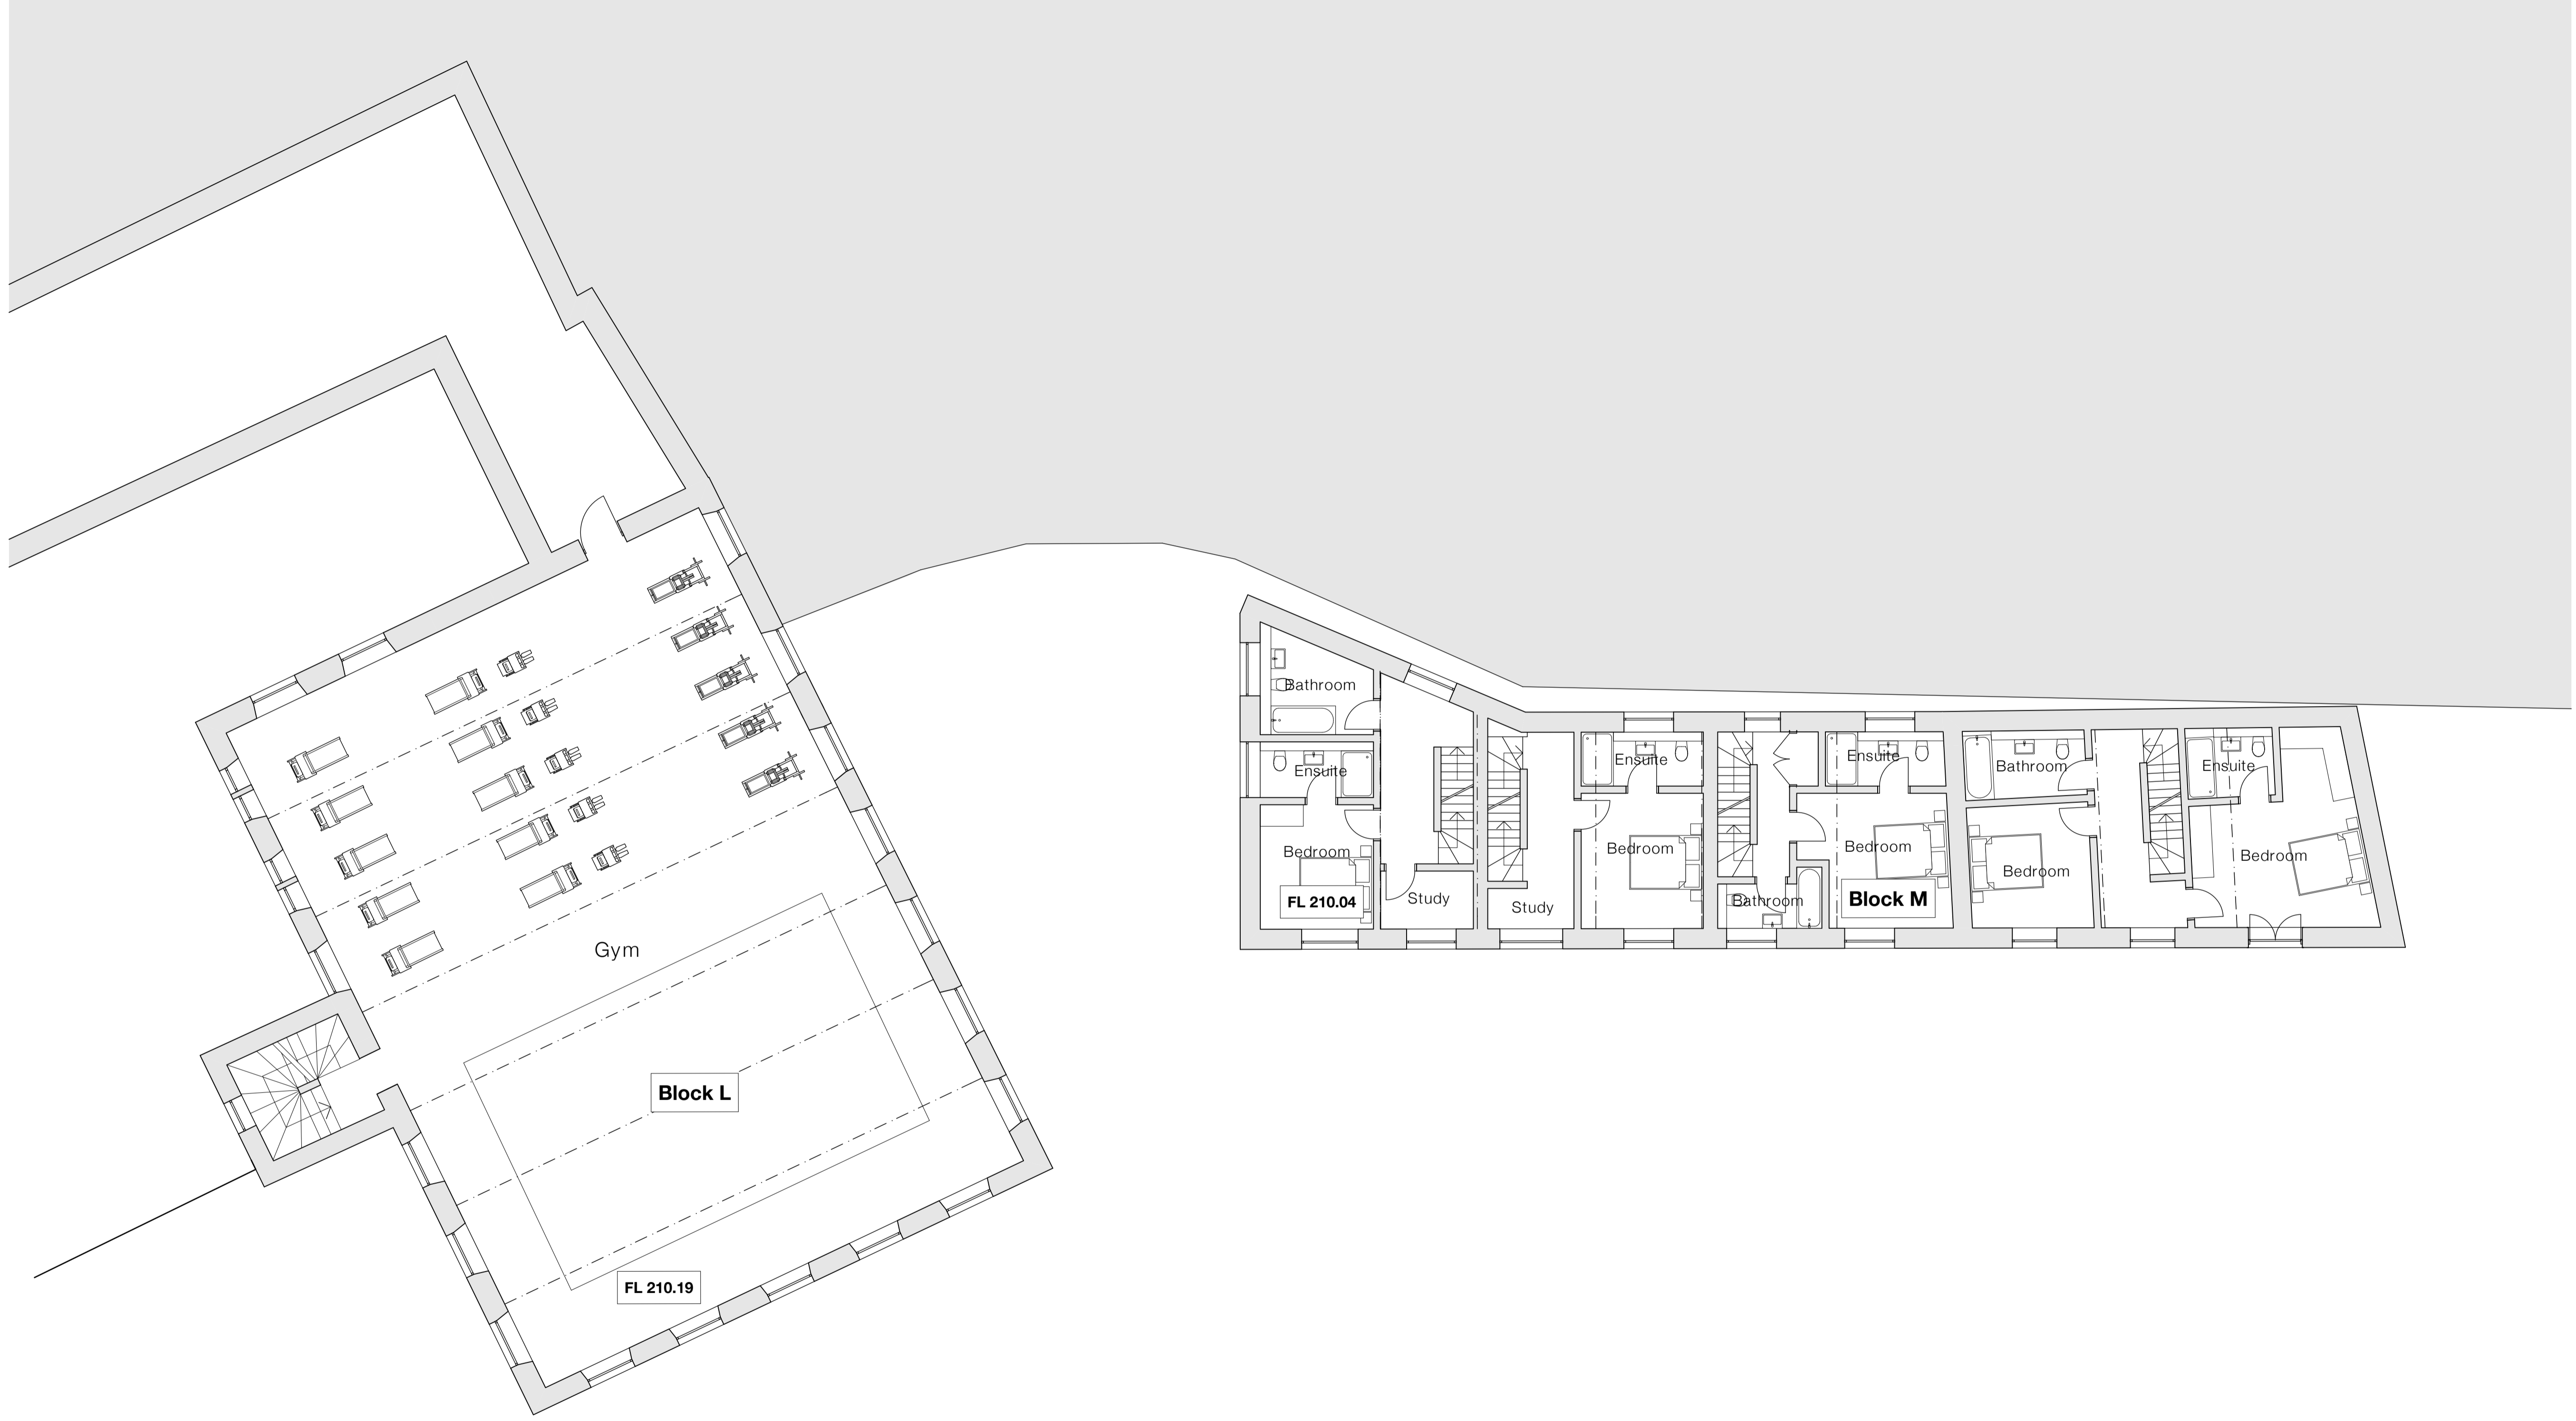 Gym
Block L
FL 210.19
Bathroom
Ensuite
Bedroom
FL 210.04
Study
Study
Ensuite
Bedroom
Bathroom
Ensuite
Bedroom
Block M
Bathroom
Bedroom
Ensuite
Bedroom